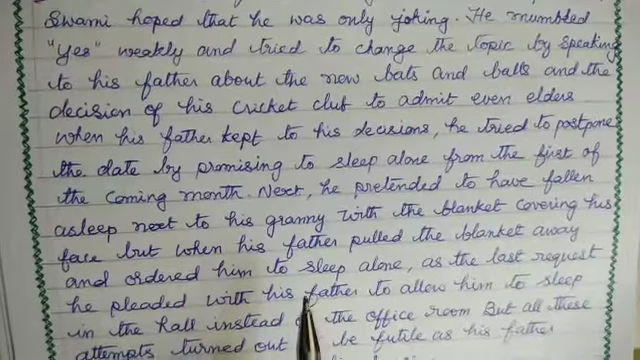 Swami hoped that he was only joking. He mumbled
"Yes" weakly and tried to change the topic by speaking
to his father about the new bats and balls and the
decision of his cricket club to admit even elders
when his father kept to his decisions, he tried to postpone
the date by promising to sleep alone from the first of
the coming month. Next, he pretended to have fallen
asleep next to his granny with the blanket covering his
face but when his father pulled the blanket away
and ordered him to sleep alone, as the last request
he pleaded with his father to allow him to sleep
in the hall instead the office room But all these
attempts turned out be futile as his father